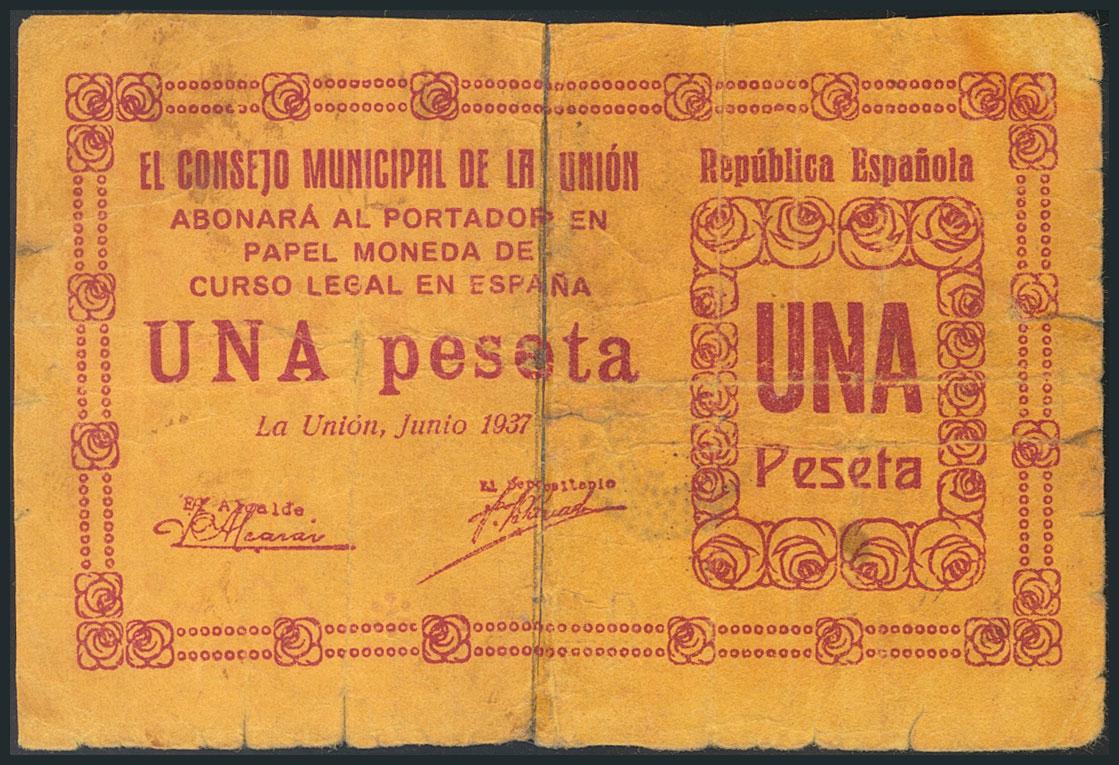 EL CONSEJO MUNICIPAL DE LA UNIÓN
ABONARÁ AL PORTADOR EN
PAPEL MONEDA DE
CURSO LEGAL EN ESPAÑA
UNA peseta
La Unión, Junio 1937
El Alcalde
El Depositario
República Española
UNA
Peseta